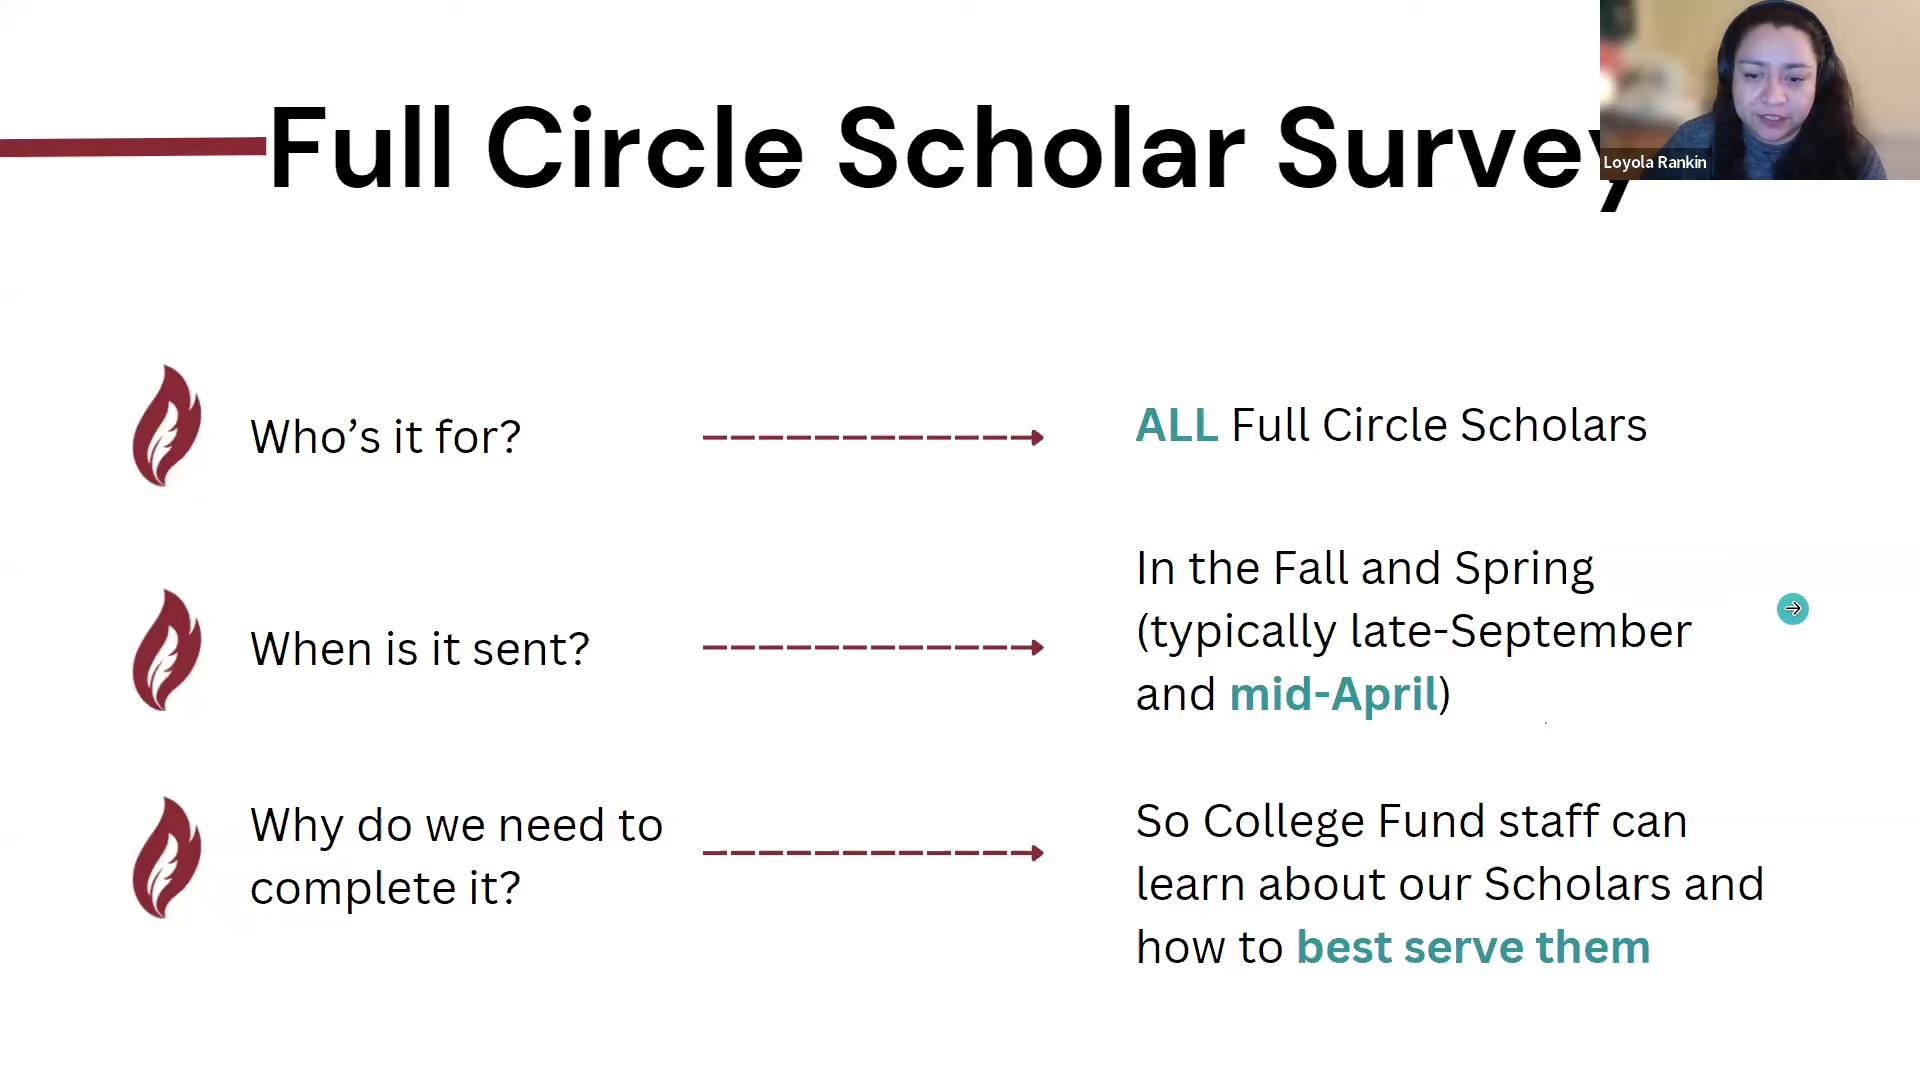 Full Circle Scholar Survey
Loyola Rankin
Who’s it for?
ALL Full Circle Scholars
When is it sent?
In the Fall and Spring
(typically late-September
and mid-April)
Why do we need to
complete it?
So College Fund staff can
learn about our Scholars and
how to best serve them